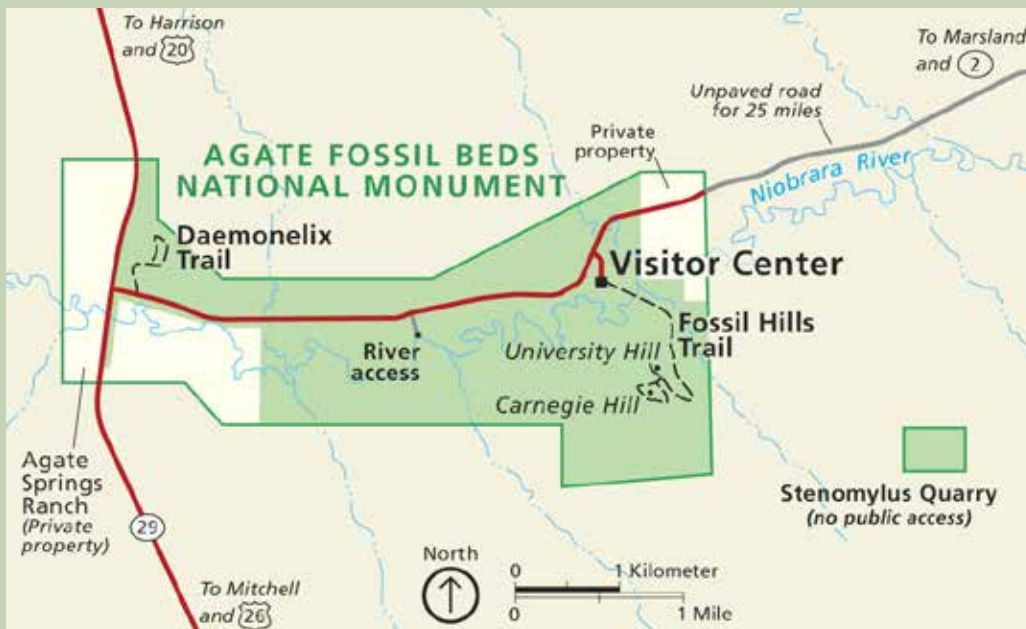 To Harrison
and 20
To Marsland
and 2
Unpaved road
for 25 miles
Private
property
Niobrara River
AGATE FOSSIL BEDS
NATIONAL MONUMENT
Daemonelix
Trail
Visitor Center
Fossil Hills
Trail
River
access
University Hill
Carnegie Hill
Agate
Springs
Ranch
(Private
property)
29
Stenomylus Quarry
(no public access)
North
0 1 Kilometer
0 1 Mile
To Mitchell
and 26